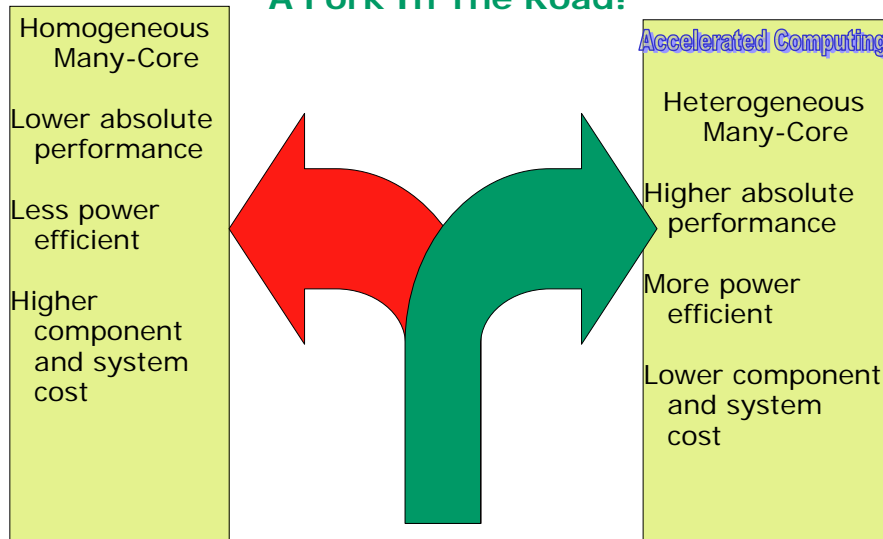 A Fork In The Road!
Homogeneous
Many-Core
Lower absolute
performance
Less power
efficient
Higher
component
and system
cost
Accelerated Computing
Heterogeneous
Many-Core
Higher absolute
performance
More power
efficient
Lower component
and system
cost